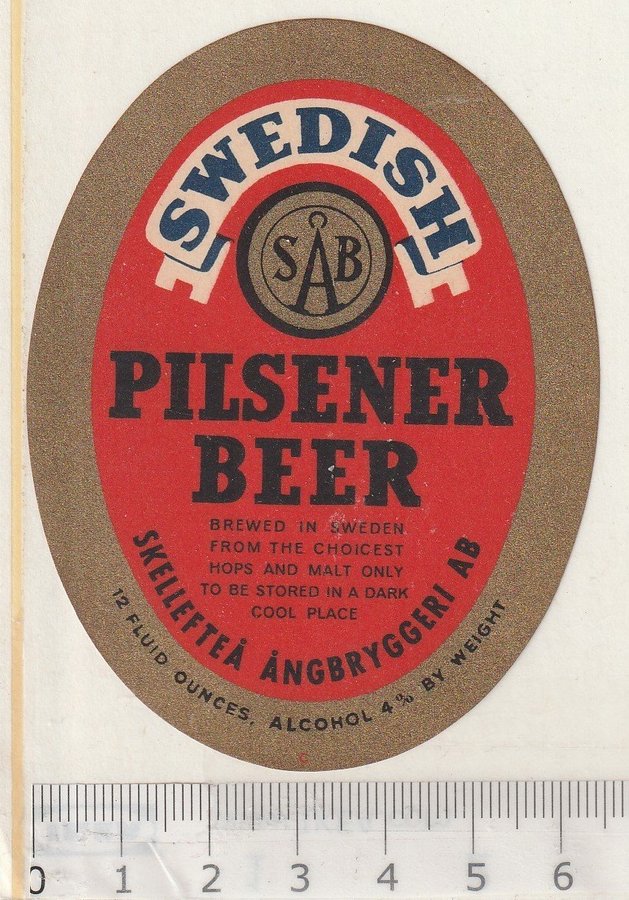 SWEDISH
SAB
PILSENER
BEER
BREWED IN SWEDEN
FROM THE CHOICEST
HOPS AND MALT ONLY
TO BE STORED IN A DARK
COOL PLACE
SKELLEFTEÅ ÅNGBRYGGERI AB
12 FLUID OUNCES, ALCOHOL 4% BY WEIGHT
C
0 1 2 3 4 5 6